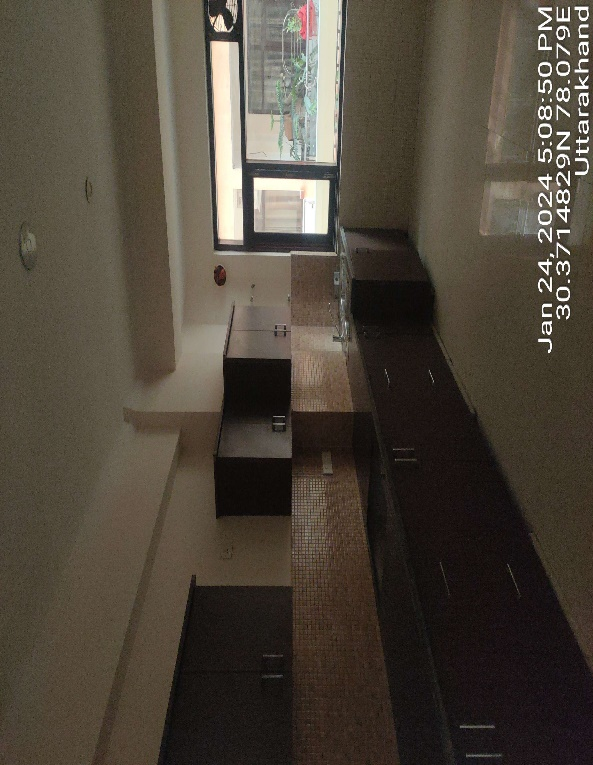 Jan 24, 2024 5:08:50 PM
30.3714829N 78.079E
Uttarakhand